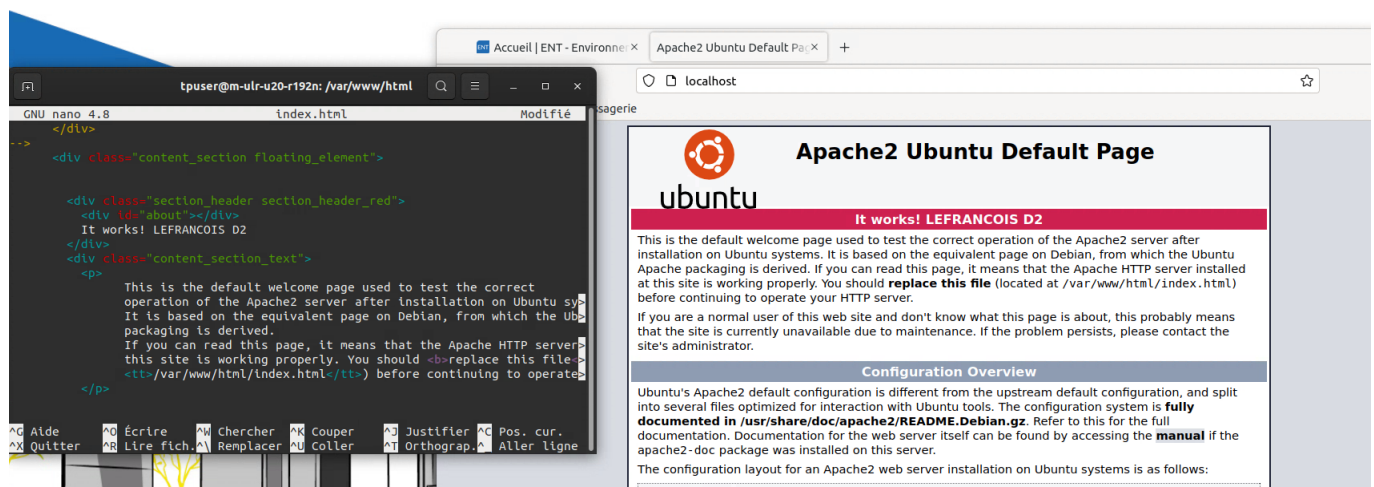 Accueil | ENT - Environne
Apache2 Ubuntu Default Pag
localhost
ssagerie
tpuser@m-ulr-u20-r192n: /var/www/html
GNU nano 4.8 index.html Modifié
</div>
-->
<div class="content_section floating_element">
<div class="section_header section_header_red">
<div id="about"></div>
It works! LEFRANCOIS D2
</div>
<div class="content_section_text">
<p>
This is the default welcome page used to test the correct
operation of the Apache2 server after installation on Ubuntu sy>
It is based on the equivalent page on Debian, from which the Ub>
packaging is derived.
If you can read this page, it means that the Apache HTTP server>
this site is working properly. You should <b>replace this file<>
<tt>/var/www/html/index.html</tt>) before continuing to operate>
</p>
^G Aide ^O Écrire ^W Chercher ^K Couper ^J Justifier ^C Pos. cur.
^X Quitter ^R Lire fich. ^\ Remplacer ^U Coller ^T Orthograp. ^_ Aller ligne
ubuntu
Apache2 Ubuntu Default Page
It works! LEFRANCOIS D2
This is the default welcome page used to test the correct operation of the Apache2 server after
installation on Ubuntu systems. It is based on the equivalent page on Debian, from which the Ubuntu
Apache packaging is derived. If you can read this page, it means that the Apache HTTP server installed
at this site is working properly. You should replace this file (located at /var/www/html/index.html)
before continuing to operate your HTTP server.
If you are a normal user of this web site and don't know what this page is about, this probably means
that the site is currently unavailable due to maintenance. If the problem persists, please contact the
site's administrator.
Configuration Overview
Ubuntu's Apache2 default configuration is different from the upstream default configuration, and split
into several files optimized for interaction with Ubuntu tools. The configuration system is fully
documented in /usr/share/doc/apache2/README.Debian.gz. Refer to this for the full
documentation. Documentation for the web server itself can be found by accessing the manual if the
apache2-doc package was installed on this server.
The configuration layout for an Apache2 web server installation on Ubuntu systems is as follows: